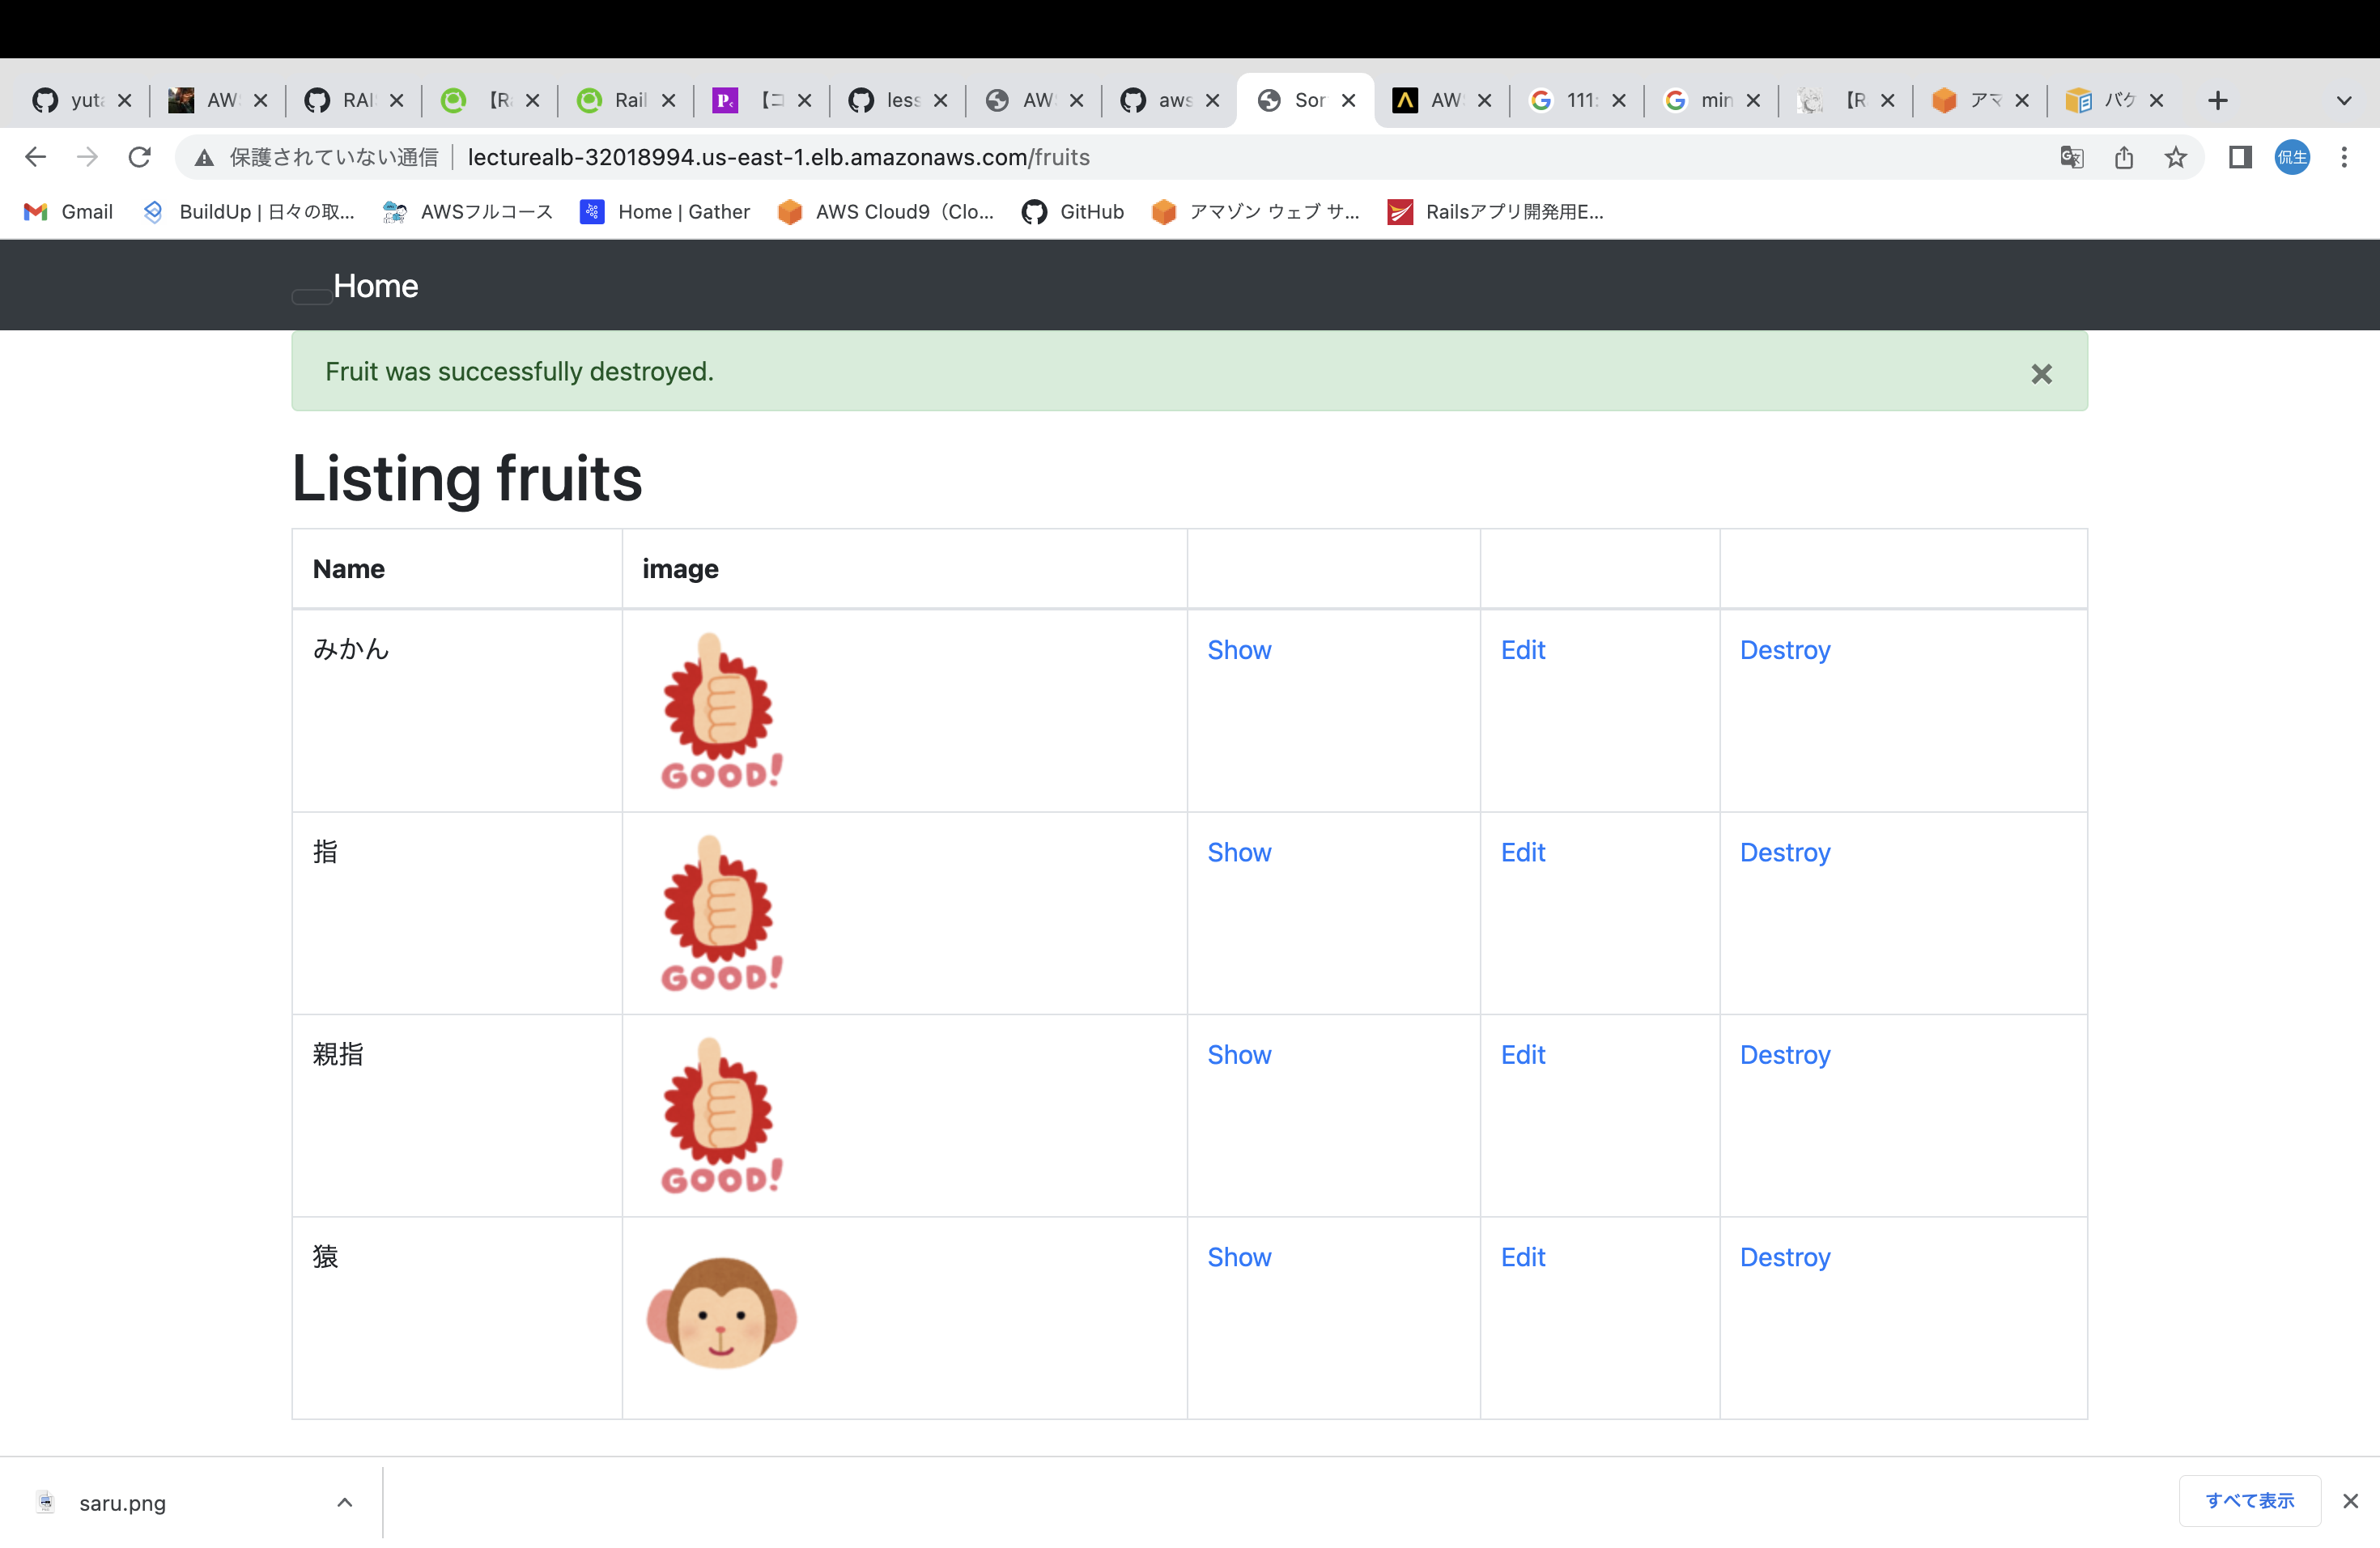 yuta AWS RAI 【R Rail 【コ less AW aws Sor AW 111: min 【R アマ バケ
保護されていない通信 lecturealb-32018994.us-east-1.elb.amazonaws.com/fruits 侃生
Gmail BuildUp | 日々の取... AWSフルコース Home | Gather AWS Cloud9（Clo... GitHub アマゾン ウェブ サ... Railsアプリ開発用E...
Home
Fruit was successfully destroyed.
Listing fruits
Name image
みかん GOOD! Show Edit Destroy
指 GOOD! Show Edit Destroy
親指 GOOD! Show Edit Destroy
猿 Show Edit Destroy
saru.png すべて表示